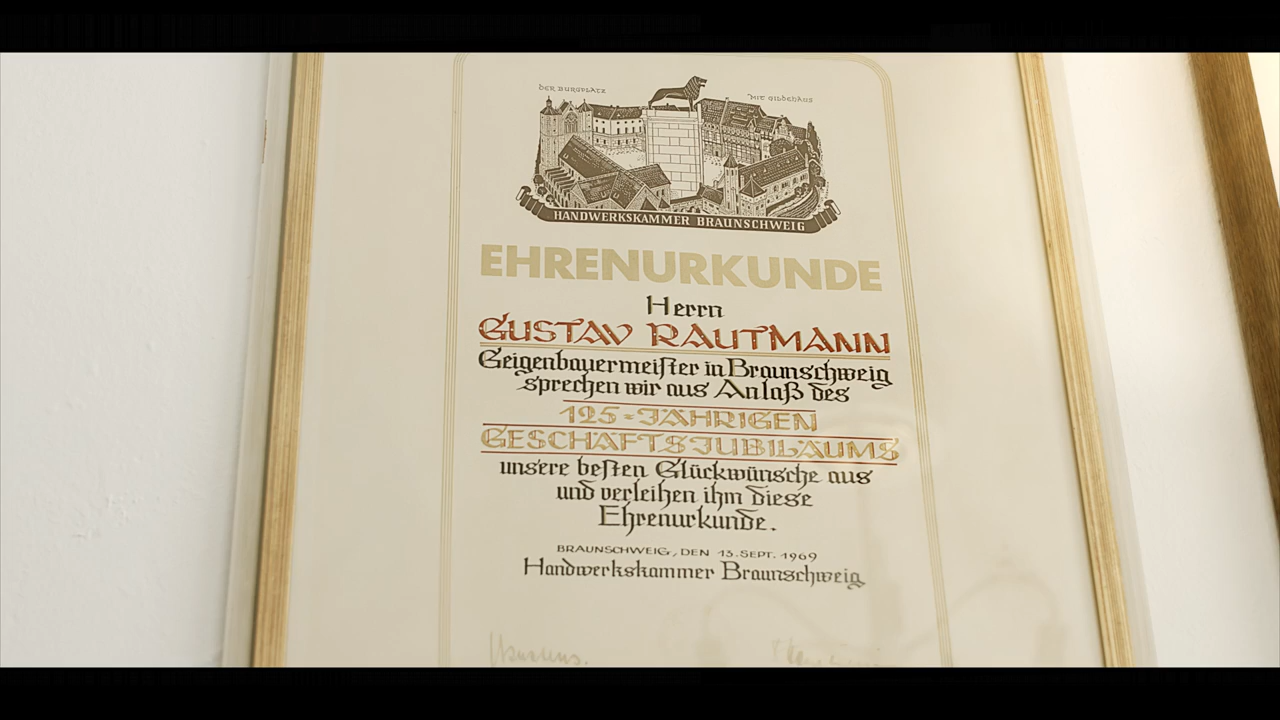 DER BURGPLATZ
MIT GILDEHAUS
HANDWERKSKAMMER BRAUNSCHWEIG
EHRENURKUNDE
Herrn
GUSTAV RAUTMANN
Geigenbauermeiſter in Braunschweig
sprechen wir aus Anlaß des
125-JÄHRIGEN
GESCHÄFTSJUBILÄUMS
unsere beſten Glückwünsche aus
und verleihen ihm diese
Ehrenurkunde.
BRAUNSCHWEIG, DEN 13. SEPT. 1969
Handwerkskammer Braunschweig